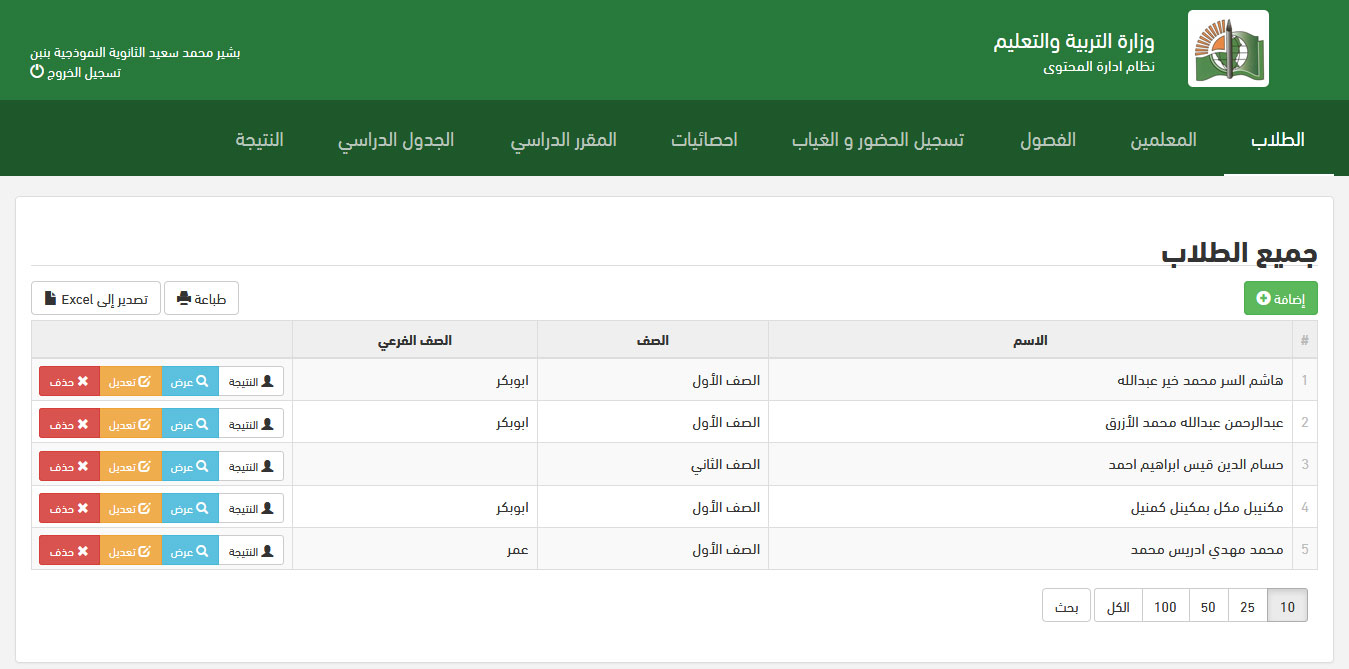 وزارة التربية والتعليم
نظام ادارة المحتوى
بشير محمد سعيد الثانوية النموذجية بنين
تسجيل الخروج
الطلاب المعلمين الفصول تسجيل الحضور و الغياب احصائيات المقرر الدراسي الجدول الدراسي النتيجة
جميع الطلاب
إضافة طباعة تصدير إلى Excel
# الاسم الصف الصف الفرعي
1 هاشم السر محمد خير عبدالله الصف الأول ابوبكر النتيجة عرض تعديل حذف
2 عبدالرحمن عبدالله محمد الأزرق الصف الأول ابوبكر النتيجة عرض تعديل حذف
3 حسام الدين قيس ابراهيم احمد الصف الثاني النتيجة عرض تعديل حذف
4 مكنيبل مكل بمكينل كمنيل الصف الأول ابوبكر النتيجة عرض تعديل حذف
5 محمد مهدي ادريس محمد الصف الأول عمر النتيجة عرض تعديل حذف
10 25 50 100 الكل بحث